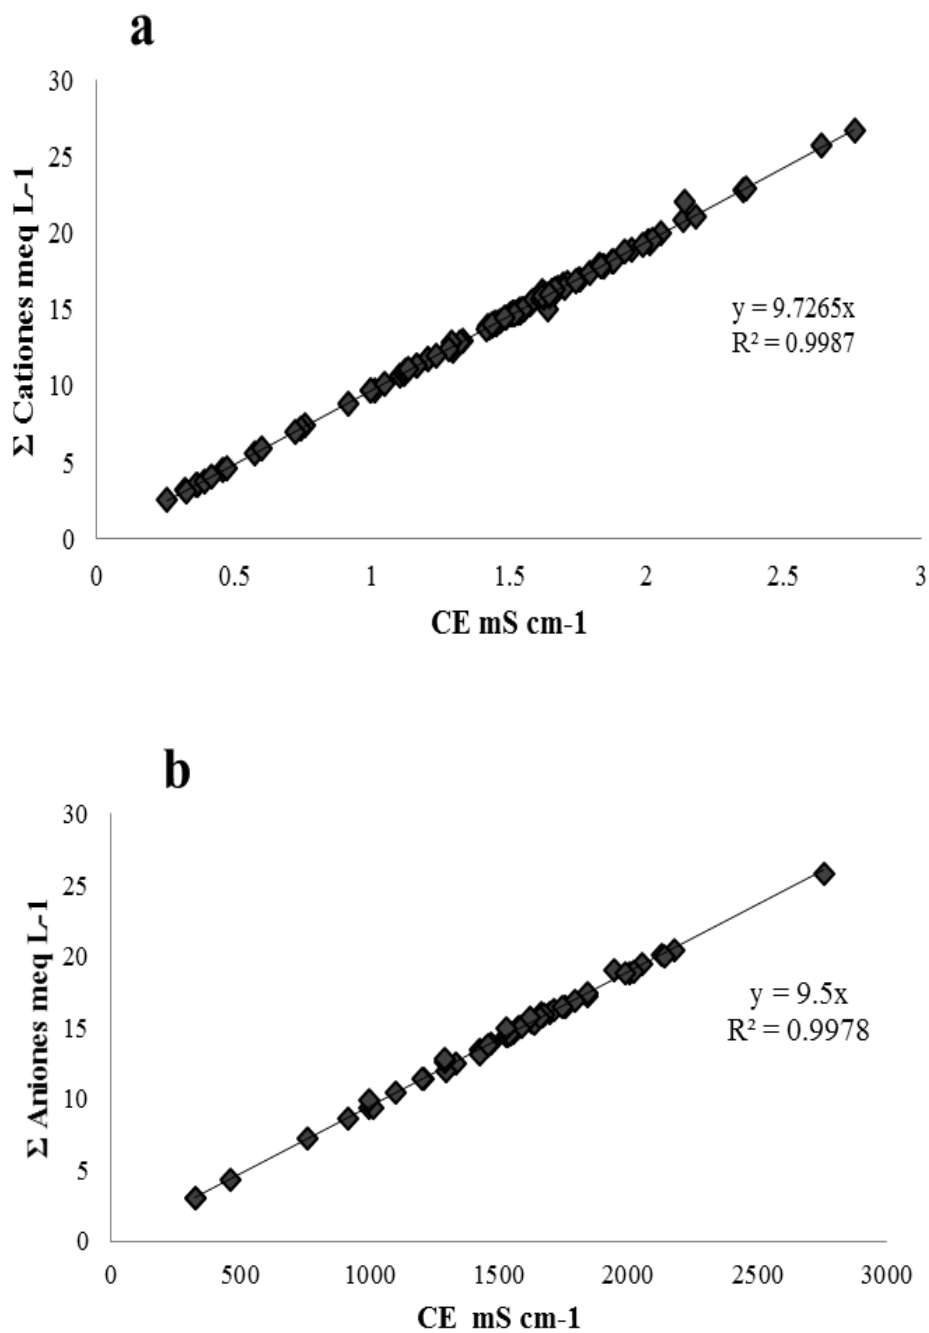 a
30
25
20
15
10
5
0
Σ Cationes meq L-1
y = 9.7265x
R² = 0.9987
0 0.5 1 1.5 2 2.5 3
CE mS cm-1
b
30
25
20
15
10
5
0
Σ Aniones meq L-1
y = 9.5x
R² = 0.9978
0 500 1000 1500 2000 2500 3000
CE mS cm-1